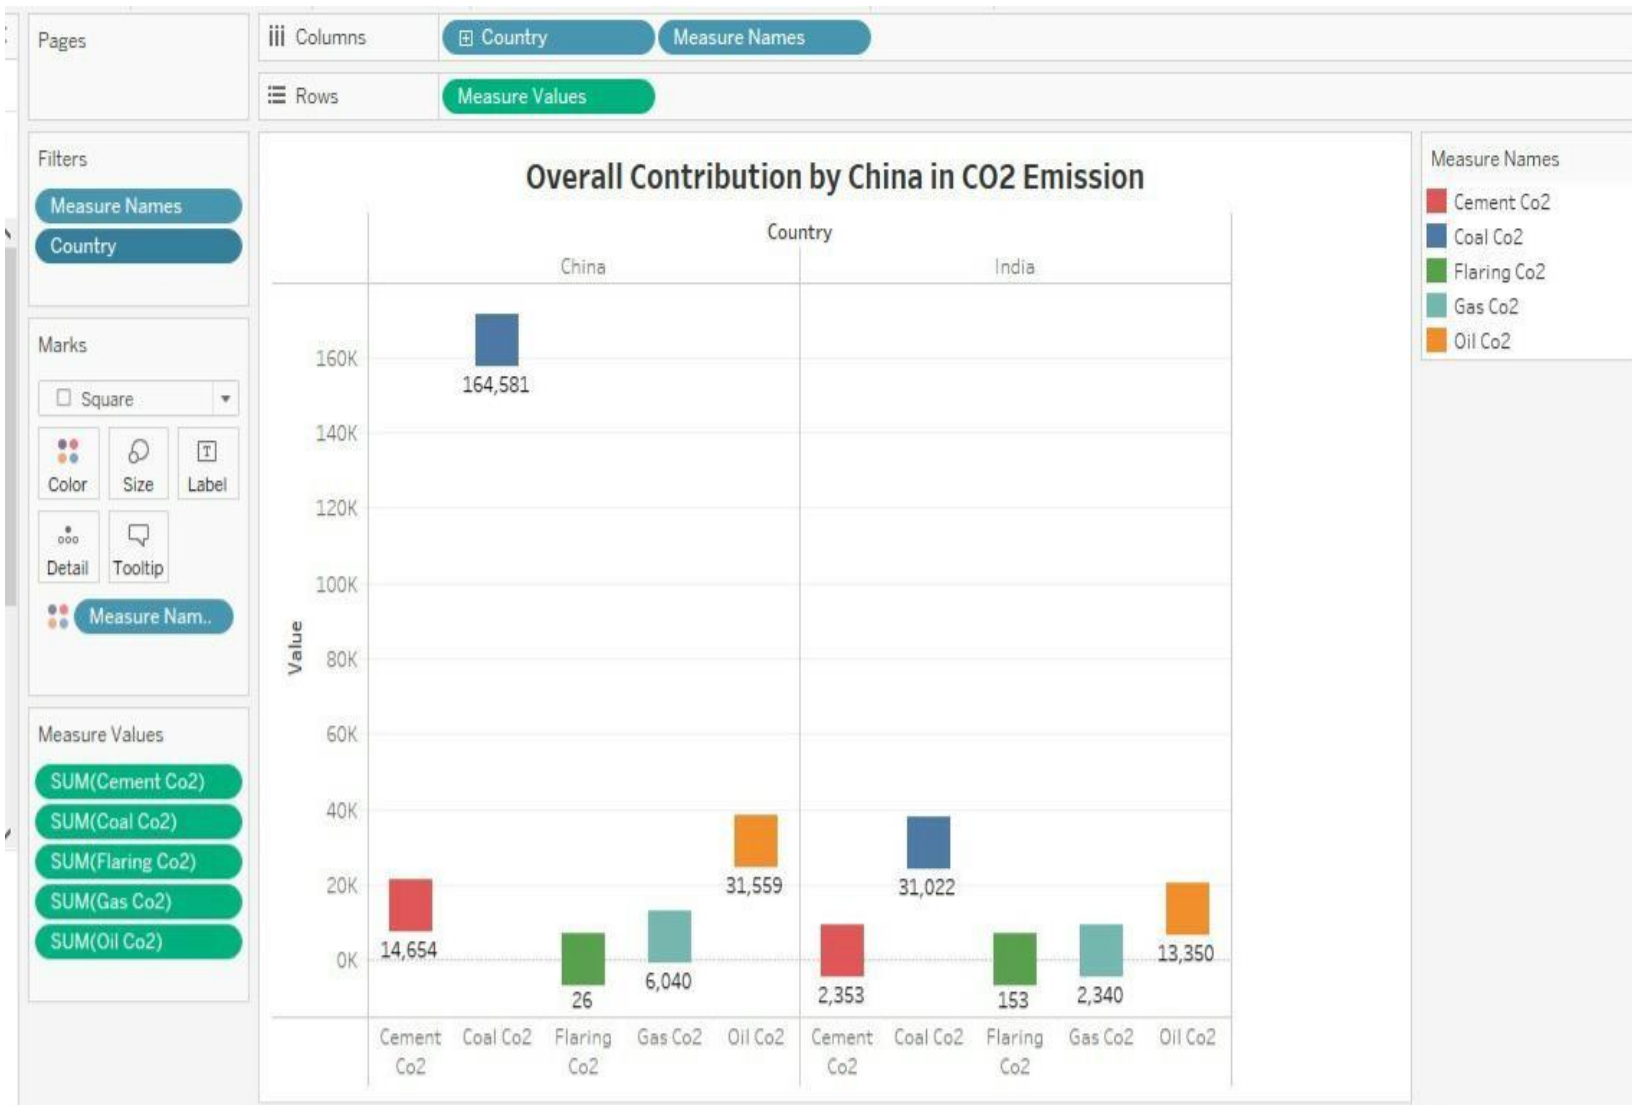 Pages
Columns
Country
Measure Names
Rows
Measure Values
Filters
Measure Names
Country
Marks
Square
Color
Size
Label
Detail
Tooltip
Measure Nam..
Measure Values
SUM(Cement Co2)
SUM(Coal Co2)
SUM(Flaring Co2)
SUM(Gas Co2)
SUM(Oil Co2)
Overall Contribution by China in CO2 Emission
Country
China
India
Value
160K
140K
120K
100K
80K
60K
40K
20K
0K
164,581
14,654
26
6,040
31,559
2,353
31,022
153
2,340
13,350
Cement Co2
Coal Co2
Flaring Co2
Gas Co2
Oil Co2
Cement Co2
Coal Co2
Flaring Co2
Gas Co2
Oil Co2
Measure Names
Cement Co2
Coal Co2
Flaring Co2
Gas Co2
Oil Co2